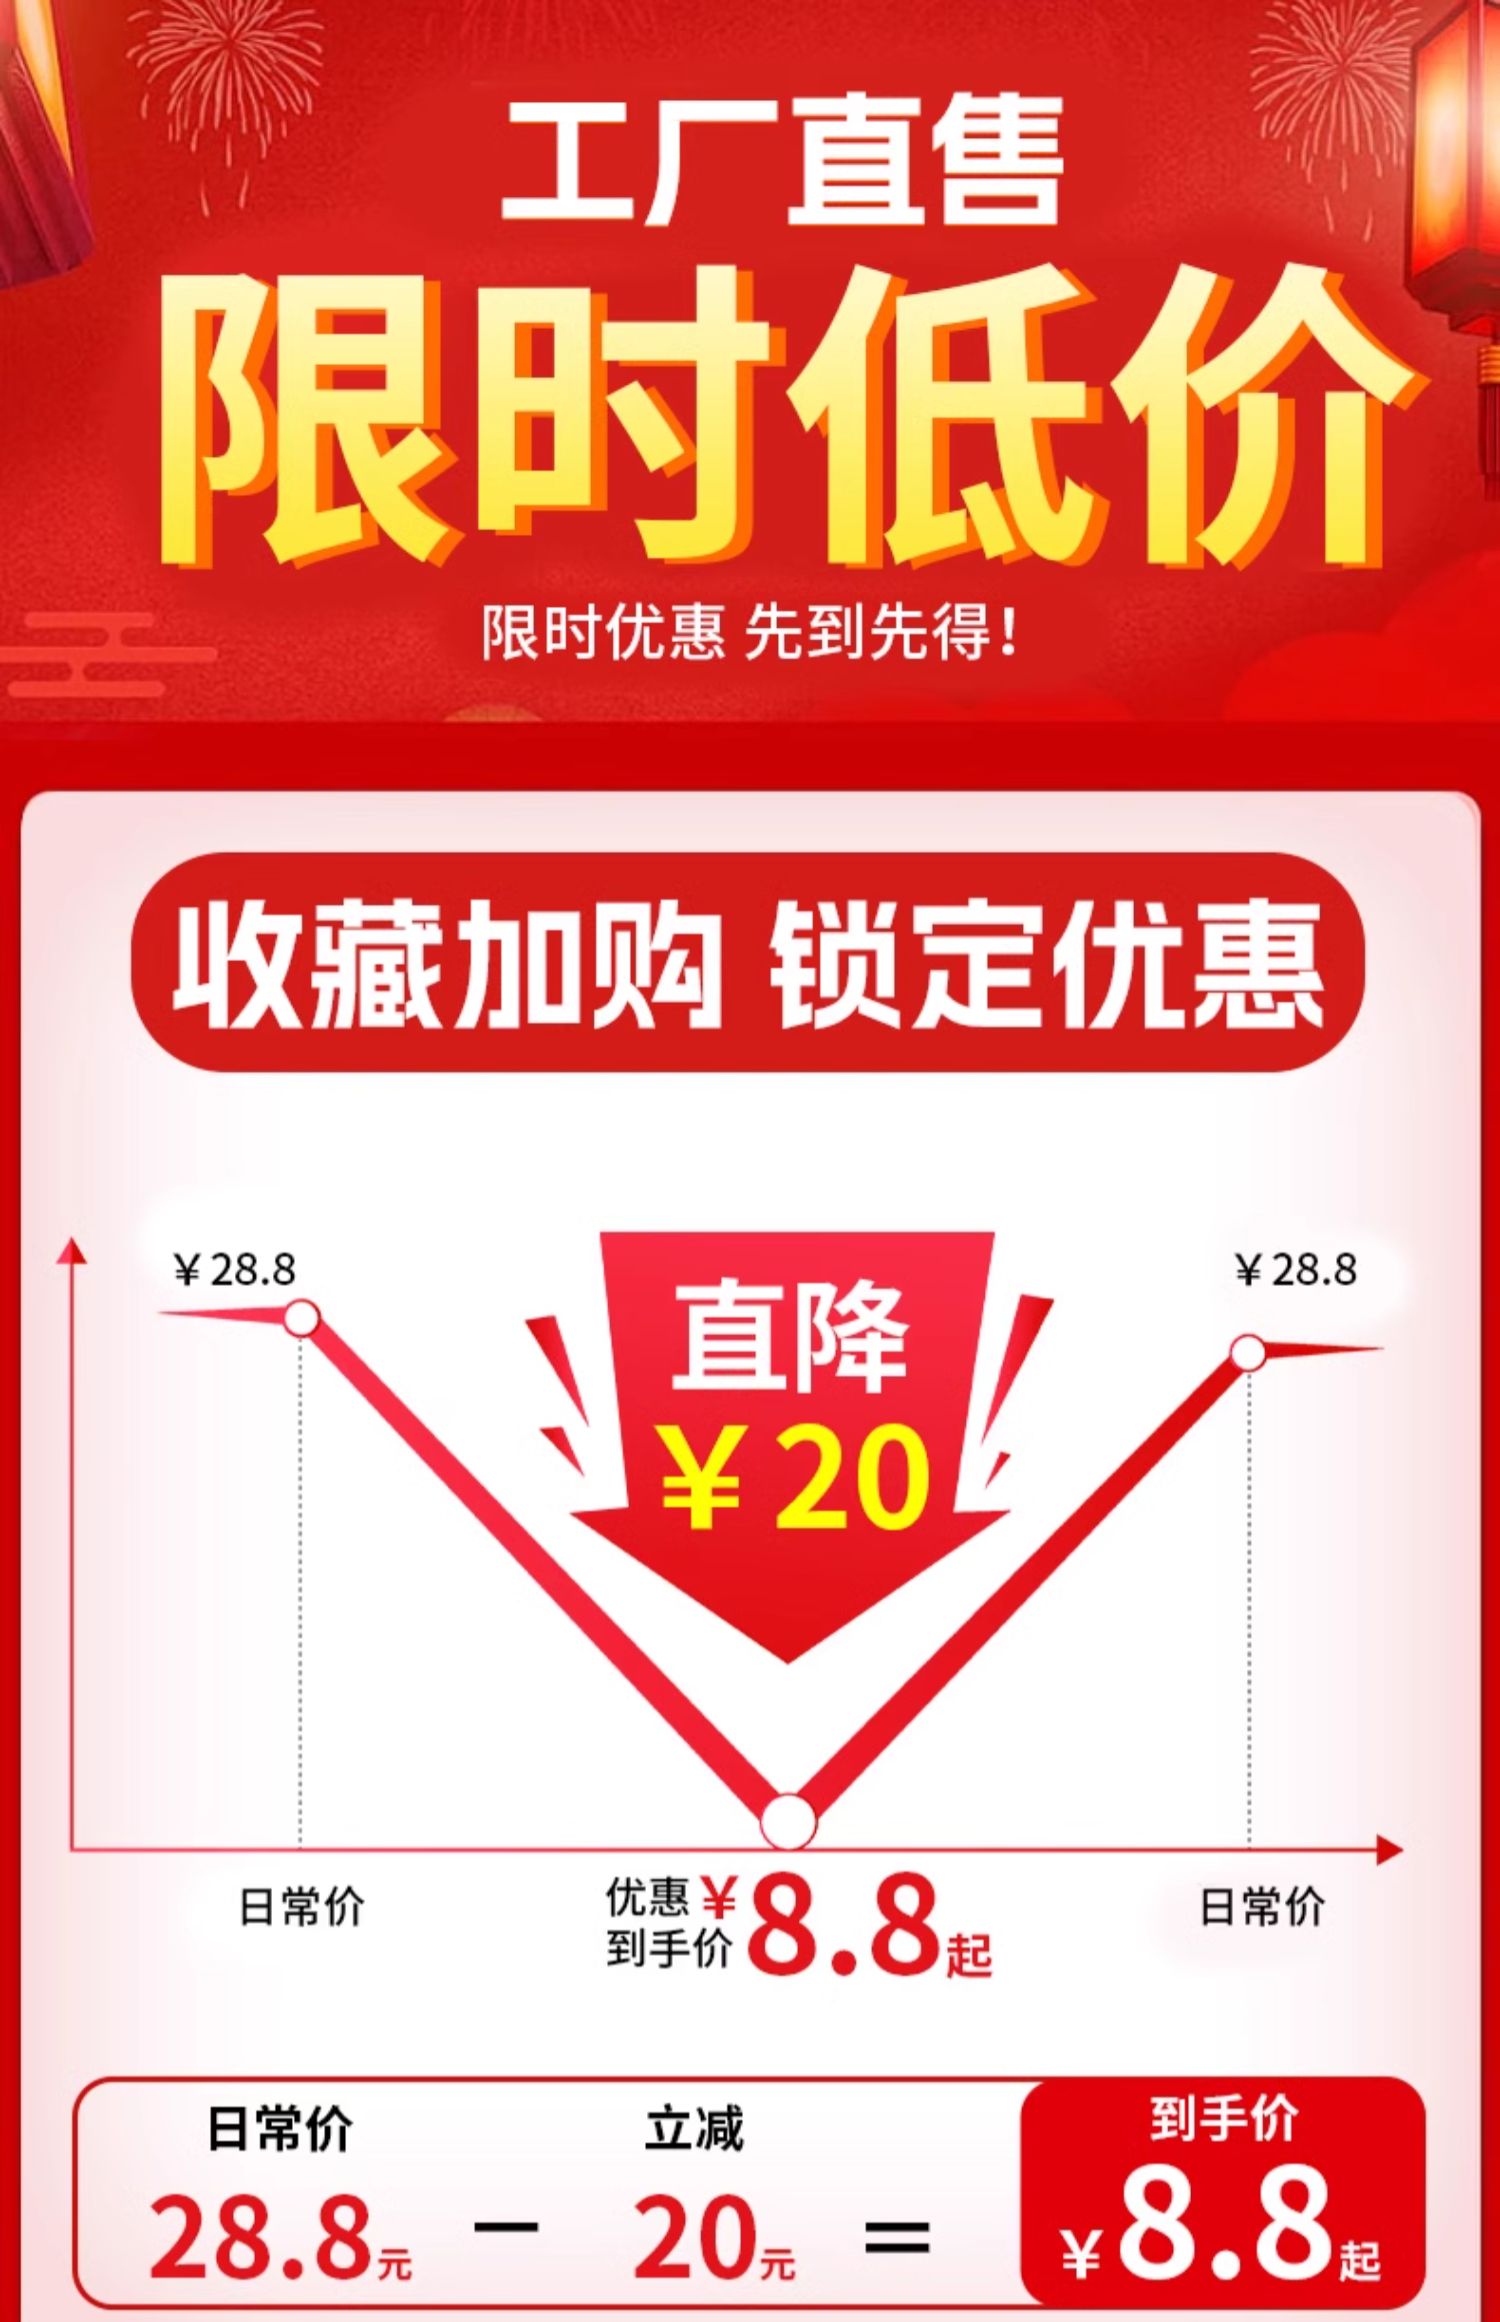 工厂直售
限时低价
限时优惠 先到先得!
收藏加购 锁定优惠
¥28.8
¥28.8
直降
¥20
日常价
优惠
到手价
¥8.8起
日常价
日常价
立减
到手价
28.8元 — 20元 = ¥8.8起